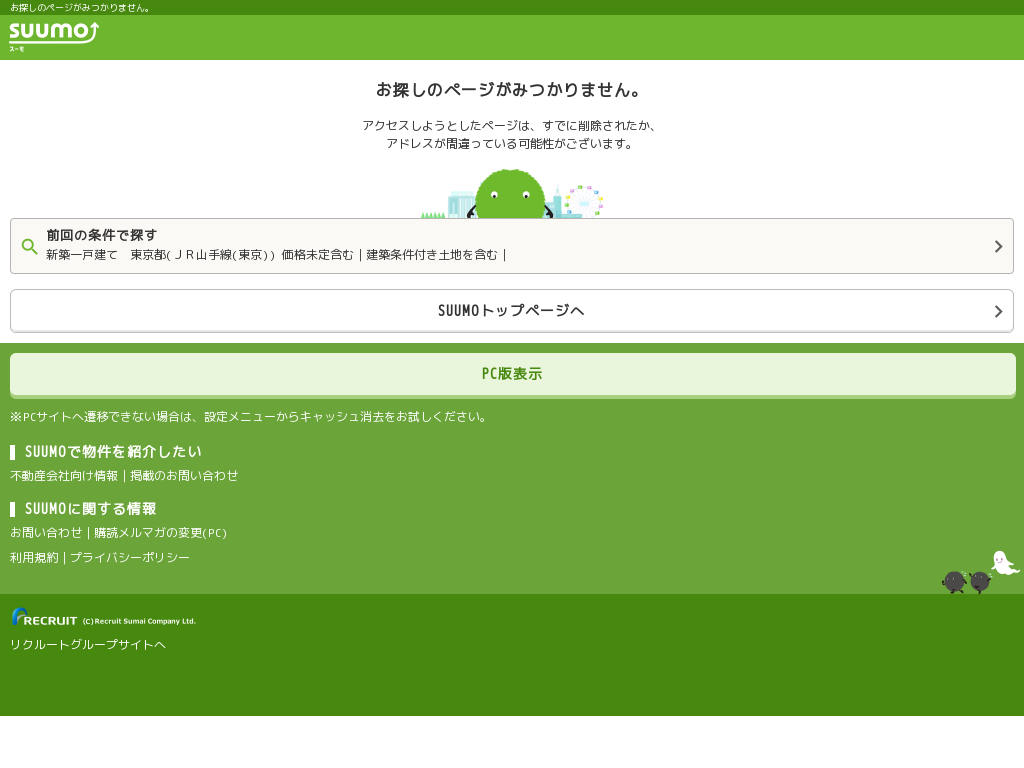 お探しのページがみつかりません。
SUUMO
スーモ
お探しのページがみつかりません。
アクセスしようとしたページは、すでに削除されたか、
アドレスが間違っている可能性がございます。
前回の条件で探す
新築一戸建て　東京都(ＪＲ山手線(東京)) 価格未定含む｜建築条件付き土地を含む｜
SUUMOトップページへ
PC版表示
※PCサイトへ遷移できない場合は、設定メニューからキャッシュ消去をお試しください。
SUUMOで物件を紹介したい
不動産会社向け情報｜掲載のお問い合わせ
SUUMOに関する情報
お問い合わせ｜購読メルマガの変更(PC)
利用規約｜プライバシーポリシー
RECRUIT (C)Recruit Sumai Company Ltd.
リクルートグループサイトへ